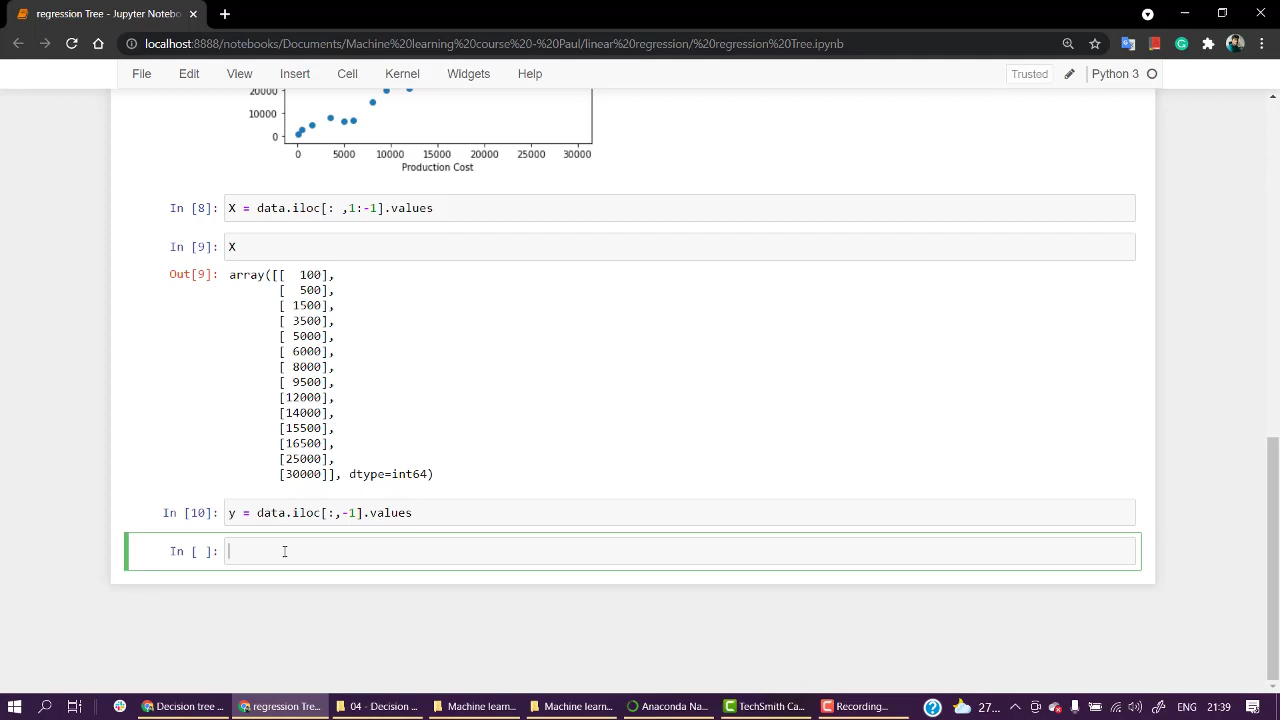 regression Tree - Jupyter Notebo
localhost:8888/notebooks/Documents/Machine%20learning%20course%20-%20Paul/linear%20regression/%20regression%20Tree.ipynb
File Edit View Insert Cell Kernel Widgets Help Trusted Python 3
20000
10000
0
0 5000 10000 15000 20000 25000 30000
Production Cost
In [8]: X = data.iloc[: ,1:-1].values
In [9]: X
Out[9]: array([[ 100],
[ 500],
[ 1500],
[ 3500],
[ 5000],
[ 6000],
[ 8000],
[ 9500],
[12000],
[14000],
[15500],
[16500],
[25000],
[30000]], dtype=int64)
In [10]: y = data.iloc[:,-1].values
In [ ]:
Decision tree ... regression Tre... 04 - Decision ... Machine learn... Machine learn... Anaconda Na... TechSmith Ca... Recording... 27... ENG 21:39